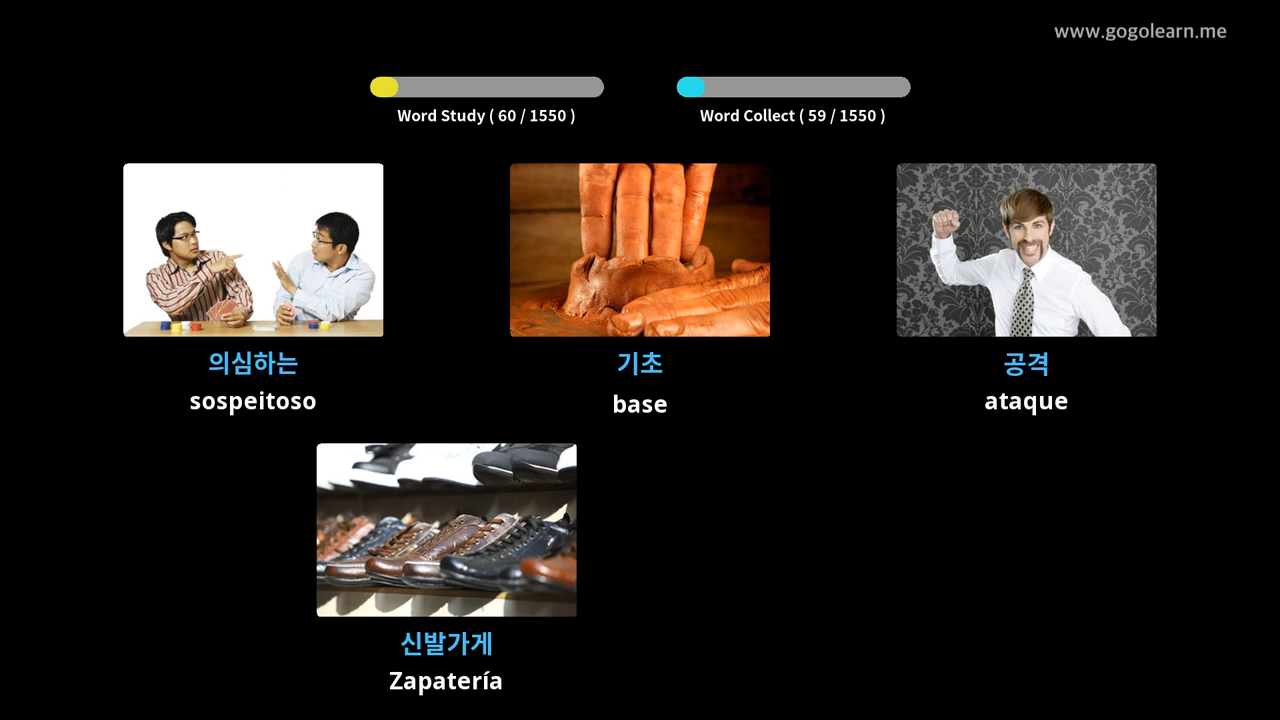 www.gogolearn.me
Word Study ( 60 / 1550 )
Word Collect ( 59 / 1550 )
의심하는
sospeitoso
기초
base
공격
ataque
신발가게
Zapatería